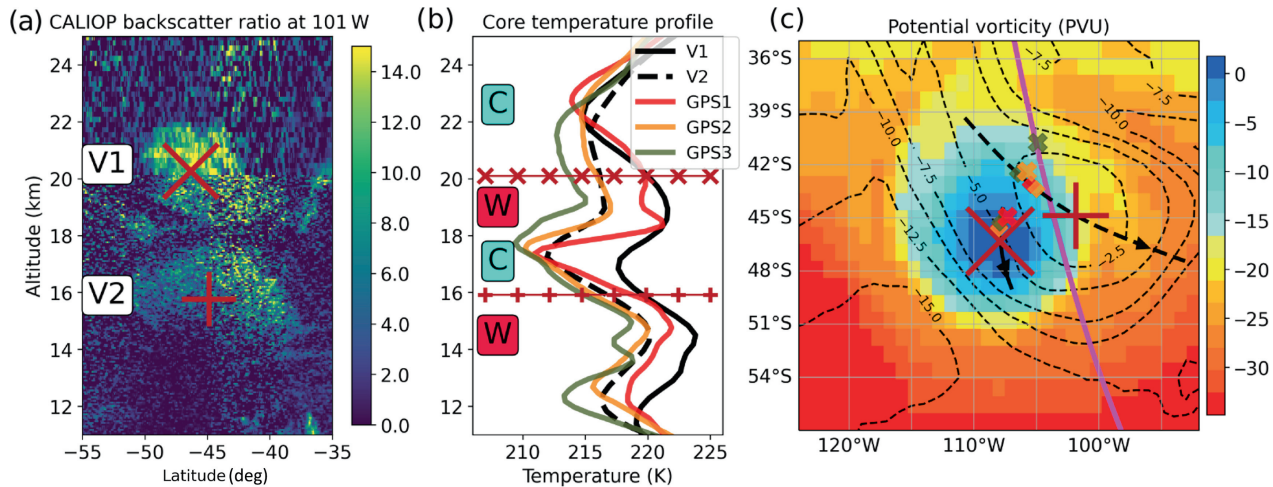 (a) CALIOP backscatter ratio at 101 W
24
22
20
18
16
14
12
Altitude (km)
V1
V2
−55
−50
−45
−40
−35
Latitude (deg)
14.0
12.0
10.0
8.0
6.0
4.0
2.0
0.0
(b) Core temperature profile
V1
V2
GPS1
GPS2
GPS3
24
22
20
18
16
14
12
C
W
C
W
210
215
220
225
Temperature (K)
(c) Potential vorticity (PVU)
36°S
39°S
42°S
45°S
48°S
51°S
54°S
120°W
110°W
100°W
−7.5
−7.5
−10.0
−10.0
−7.5
−5.0
−12.5
−2.5
−15.0
0
−5
−10
−15
−20
−25
−30